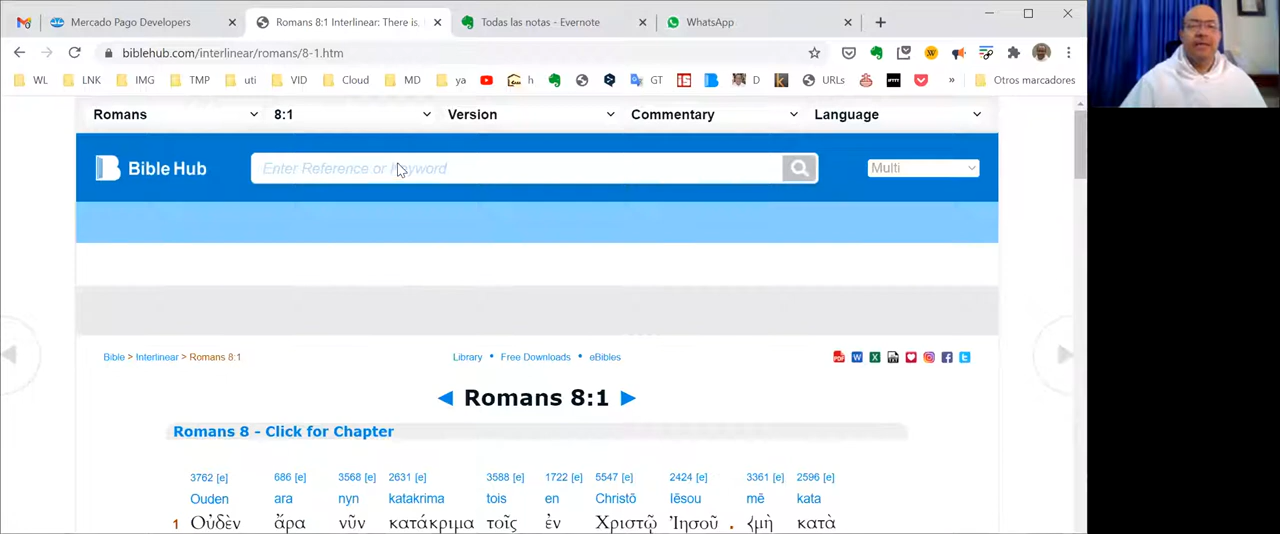 Mercado Pago Developers
Romans 8:1 Interlinear: There is,
Todas las notas - Evernote
WhatsApp
biblehub.com/interlinear/romans/8-1.htm
WL LNK IMG TMP uti VID Cloud MD ya h GT D K URLs » Otros marcadores
Romans 8:1 Version Commentary Language
Bible Hub
Enter Reference or Keyword
Multi
Bible > Interlinear > Romans 8:1
Library • Free Downloads • eBibles
◄ Romans 8:1 ►
Romans 8 - Click for Chapter
3762 [e] 686 [e] 3568 [e] 2631 [e] 3588 [e] 1722 [e] 5547 [e] 2424 [e] 3361 [e] 2596 [e]
Ouden ara nyn katakrima tois en Christō Iēsou mē kata
1 Οὐδὲν ἄρα νῦν κατάκριμα τοῖς ἐν Χριστῷ Ἰησοῦ . ⧼μὴ κατὰ